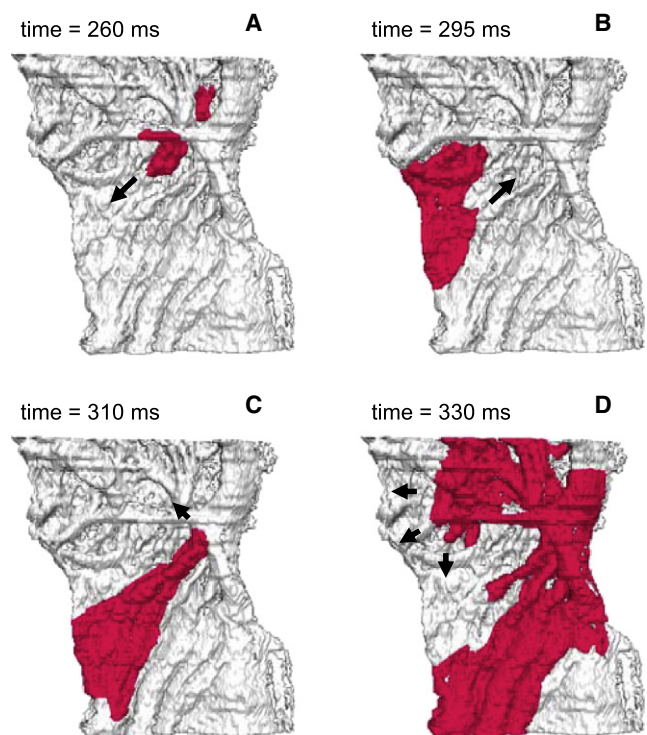 time = 260 ms A
time = 295 ms B
time = 310 ms C
time = 330 ms D